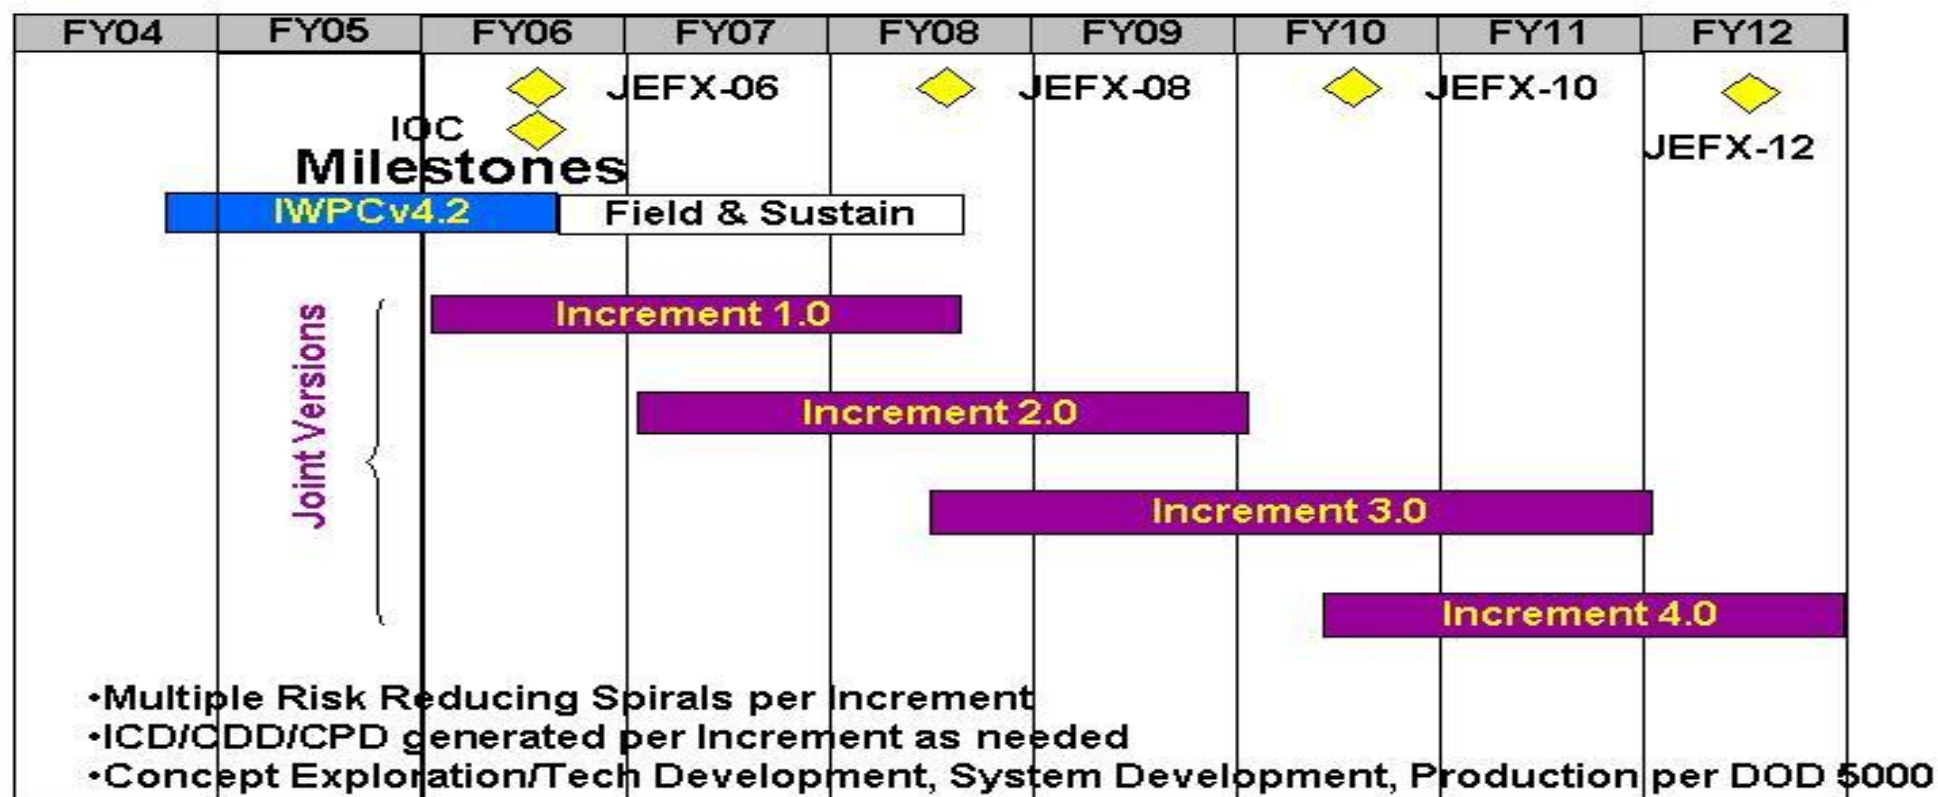 FY04 FY05 FY06 FY07 FY08 FY09 FY10 FY11 FY12
JEFX-06 JEFX-08 JEFX-10
IOC
JEFX-12
Milestones
IWPCv4.2 Field & Sustain
Joint Versions
Increment 1.0
Increment 2.0
Increment 3.0
Increment 4.0
•Multiple Risk Reducing Spirals per Increment
•ICD/CDD/CPD generated per Increment as needed
•Concept Exploration/Tech Development, System Development, Production per DOD 5000